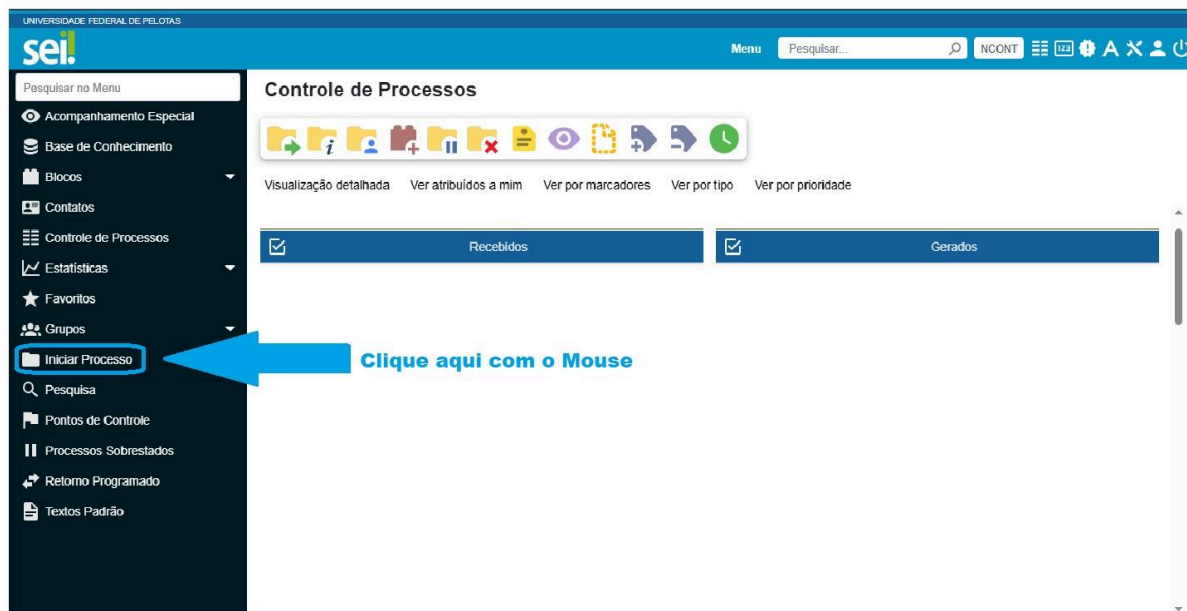 UNIVERSIDADE FEDERAL DE PELOTAS
sei!
Menu
Pesquisar...
NCONT
123
A
Pesquisar no Menu
Acompanhamento Especial
Base de Conhecimento
Blocos
Contatos
Controle de Processos
Estatísticas
Favoritos
Grupos
Iniciar Processo
Pesquisa
Pontos de Controle
Processos Sobrestados
Retorno Programado
Textos Padrão
Controle de Processos
Visualização detalhada Ver atribuídos a mim Ver por marcadores Ver por tipo Ver por prioridade
Recebidos
Gerados
Clique aqui com o Mouse